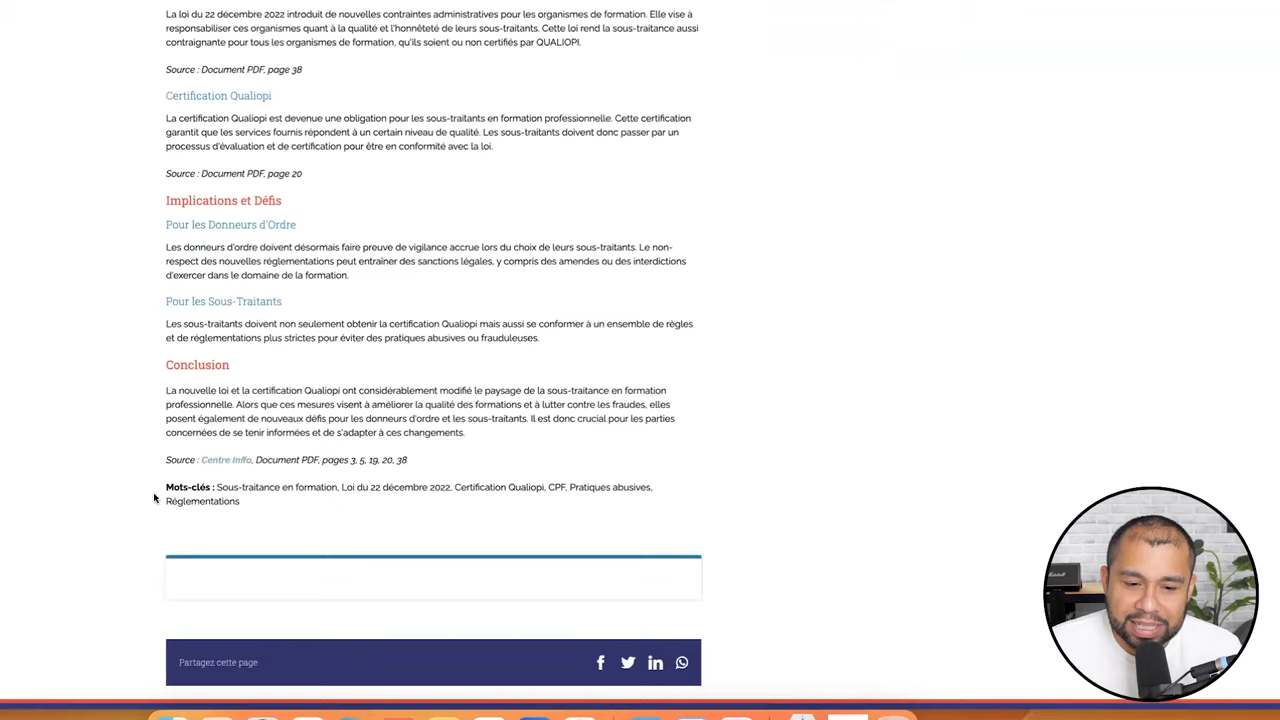 La loi du 22 décembre 2022 introduit de nouvelles contraintes administratives pour les organismes de formation. Elle vise à
responsabiliser ces organismes quant à la qualité et l'honnêteté de leurs sous-traitants. Cette loi rend la sous-traitance aussi
contraignante pour tous les organismes de formation, qu'ils soient ou non certifiés par QUALIOPI.
Source : Document PDF, page 38
Certification Qualiopi
La certification Qualiopi est devenue une obligation pour les sous-traitants en formation professionnelle. Cette certification
garantit que les services fournis répondent à un certain niveau de qualité. Les sous-traitants doivent donc passer par un
processus d'évaluation et de certification pour être en conformité avec la loi.
Source : Document PDF, page 20
Implications et Défis
Pour les Donneurs d'Ordre
Les donneurs d'ordre doivent désormais faire preuve de vigilance accrue lors du choix de leurs sous-traitants. Le non-
respect des nouvelles réglementations peut entraîner des sanctions légales, y compris des amendes ou des interdictions
d'exercer dans le domaine de la formation.
Pour les Sous-Traitants
Les sous-traitants doivent non seulement obtenir la certification Qualiopi mais aussi se conformer à un ensemble de règles
et de réglementations plus strictes pour éviter des pratiques abusives ou frauduleuses.
Conclusion
La nouvelle loi et la certification Qualiopi ont considérablement modifié le paysage de la sous-traitance en formation
professionnelle. Alors que ces mesures visent à améliorer la qualité des formations et à lutter contre les fraudes, elles
posent également de nouveaux défis pour les donneurs d'ordre et les sous-traitants. Il est donc crucial pour les parties
concernées de se tenir informées et de s'adapter à ces changements.
Source : Centre Inffo, Document PDF, pages 3, 5, 19, 20, 38
Mots-clés : Sous-traitance en formation, Loi du 22 décembre 2022, Certification Qualiopi, CPF, Pratiques abusives,
Réglementations
Partagez cette page